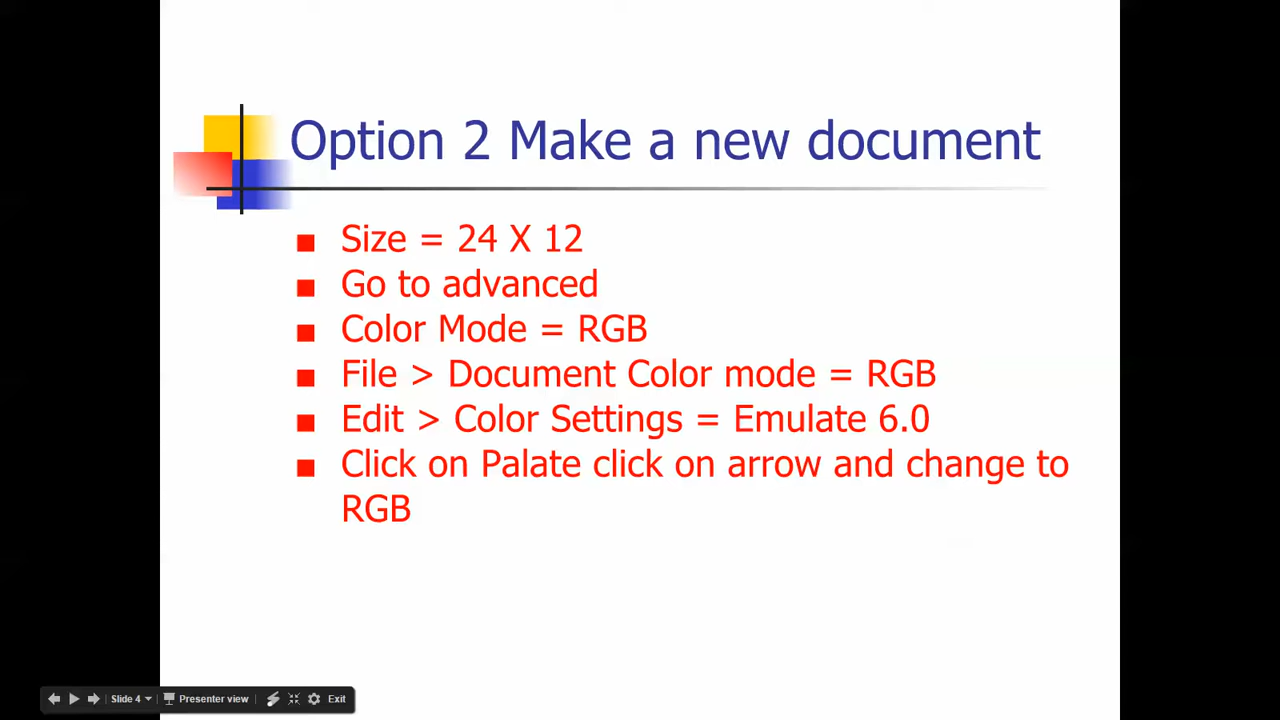 Option 2 Make a new document
Size = 24 X 12
Go to advanced
Color Mode = RGB
File > Document Color mode = RGB
Edit > Color Settings = Emulate 6.0
Click on Palate click on arrow and change to
RGB
Slide 4 Presenter view Exit